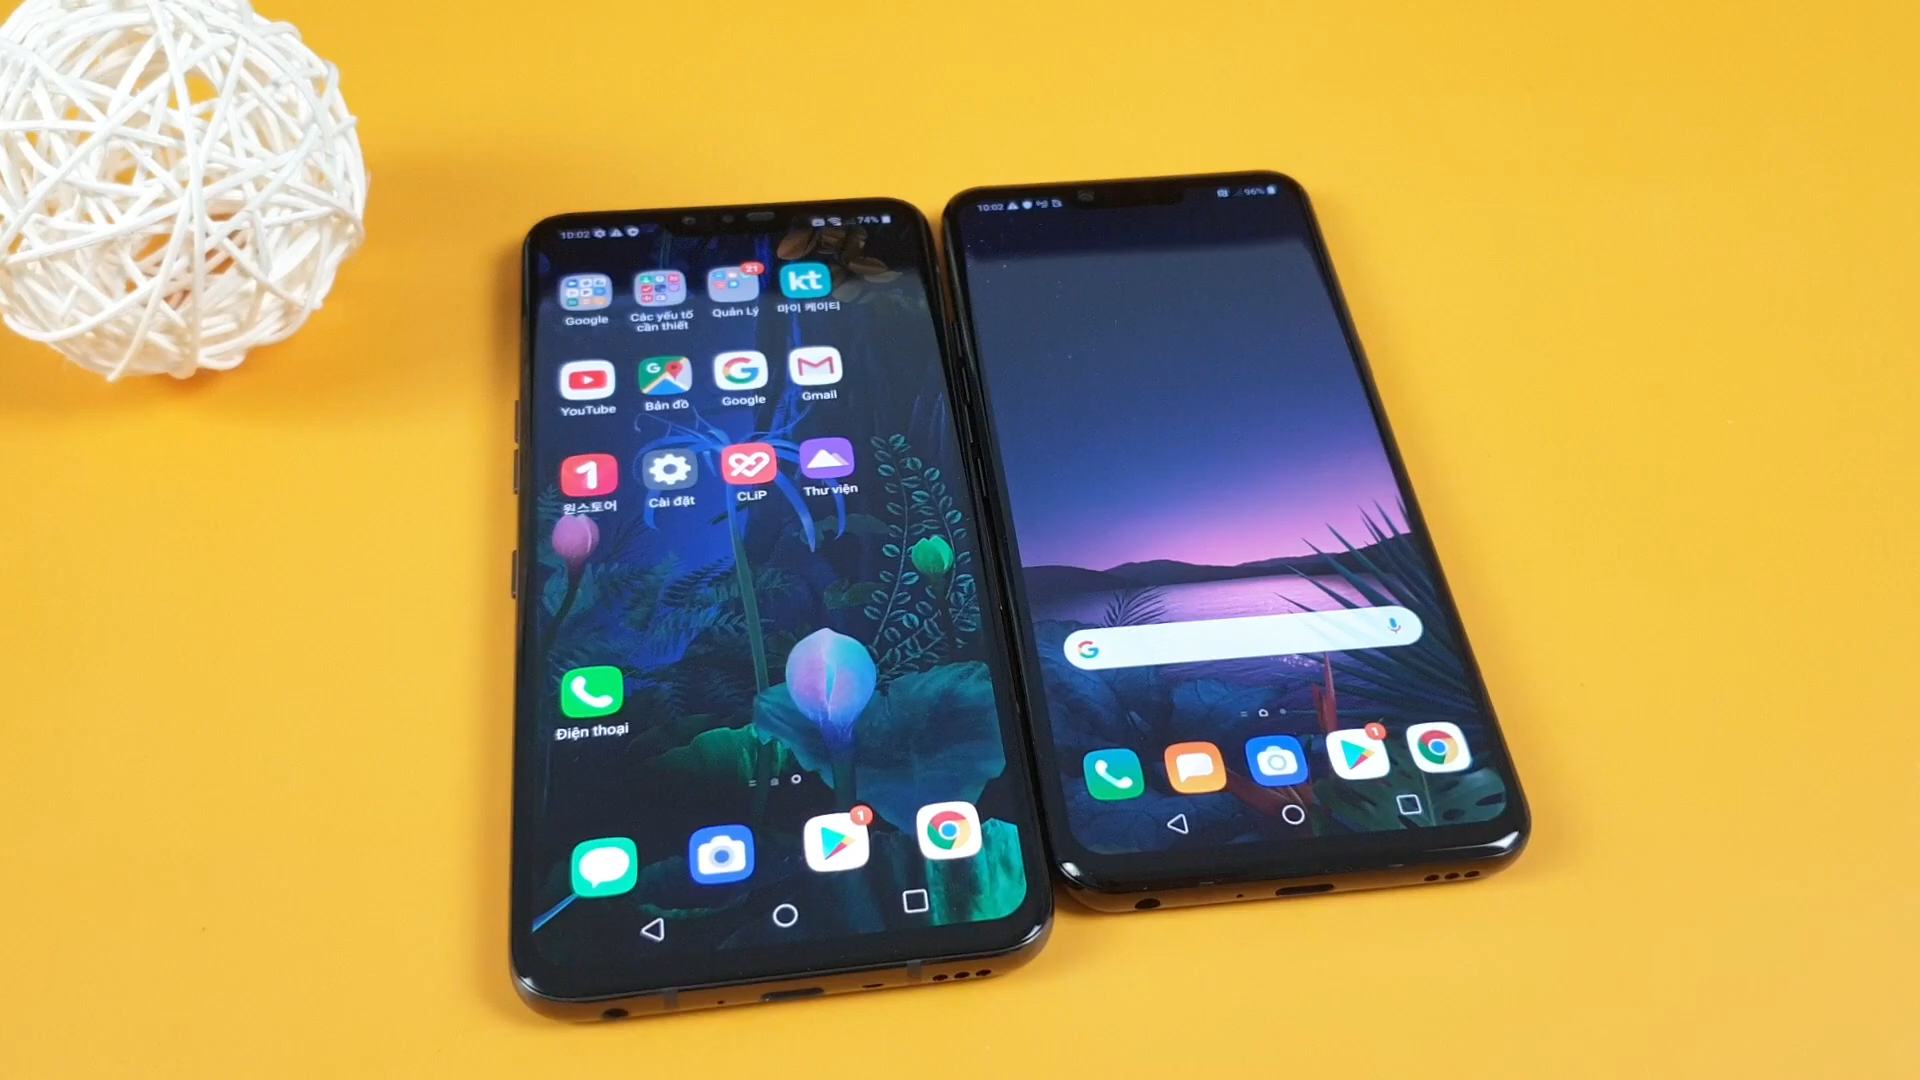 10:02
74%
Google
Các yếu tố
cần thiết
Quản Lý
21
kt
마이 케이티
YouTube
G
Bản đồ
G
Google
M
Gmail
1
원스토어
Cài đặt
CLiP
Thư viện
Điện thoại
1
10:02
96%
G
1